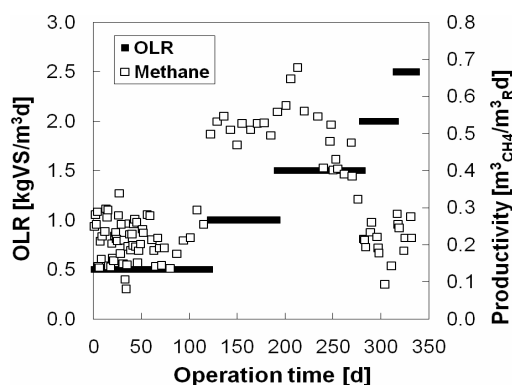 3.0
2.5
2.0
1.5
1.0
0.5
0.0
OLR [kgVS/m³d]
OLR
Methane
0.8
0.7
0.6
0.5
0.4
0.3
0.2
0.1
0.0
Productivity [m³CH4/m³Rd]
0 50 100 150 200 250 300 350
Operation time [d]